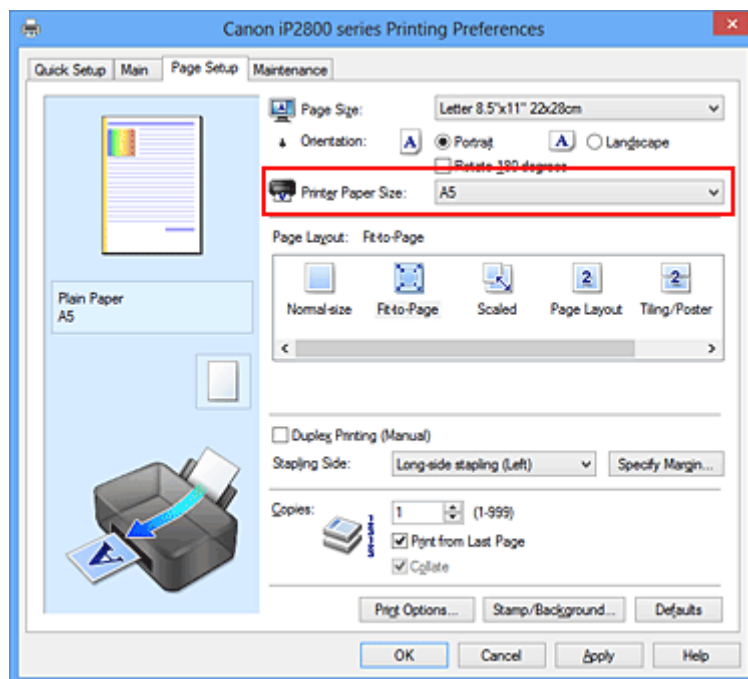 Canon iP2800 series Printing Preferences
Quick Setup Main Page Setup Maintenance
Page Size: Letter 8.5"x11" 22x28cm
Orientation: A Portrait A Landscape
Rotate 180 degrees
Printer Paper Size: A5
Page Layout: Fit-to-Page
Normal-size Fit-to-Page Scaled Page Layout Tiling/Poster
Plain Paper
A5
Duplex Printing (Manual)
Stapling Side: Long-side stapling (Left) Specify Margin...
Copies: 1 (1-999)
Print from Last Page
Collate
Print Options... Stamp/Background... Defaults
OK Cancel Apply Help